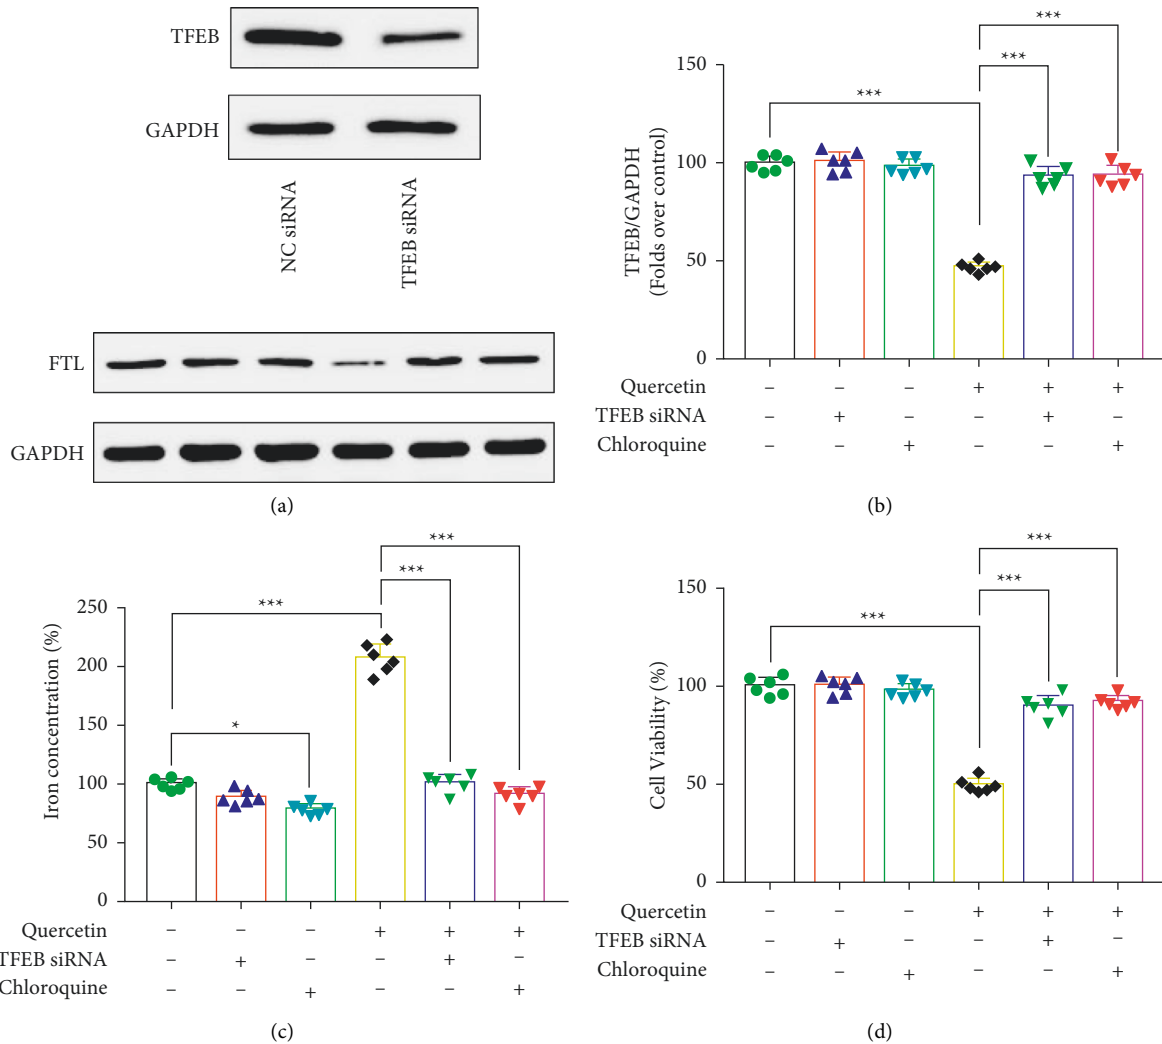 TFEB
GAPDH
NC siRNA
TFEB siRNA
FTL
GAPDH
(a)
***
***
***
150
100
50
0
TFEB/GAPDH
(Folds over control)
Quercetin − − − + + +
TFEB siRNA − + − − + −
Chloroquine − − + − − +
(b)
***
***
***
*
250
200
150
100
50
0
Iron concentration (%)
Quercetin − − − + + +
TFEB siRNA − + − − + −
Chloroquine − − + − − +
(c)
***
***
***
150
100
50
0
Cell Viability (%)
Quercetin − − − + + +
TFEB siRNA − + − − + −
Chloroquine − − + − − +
(d)